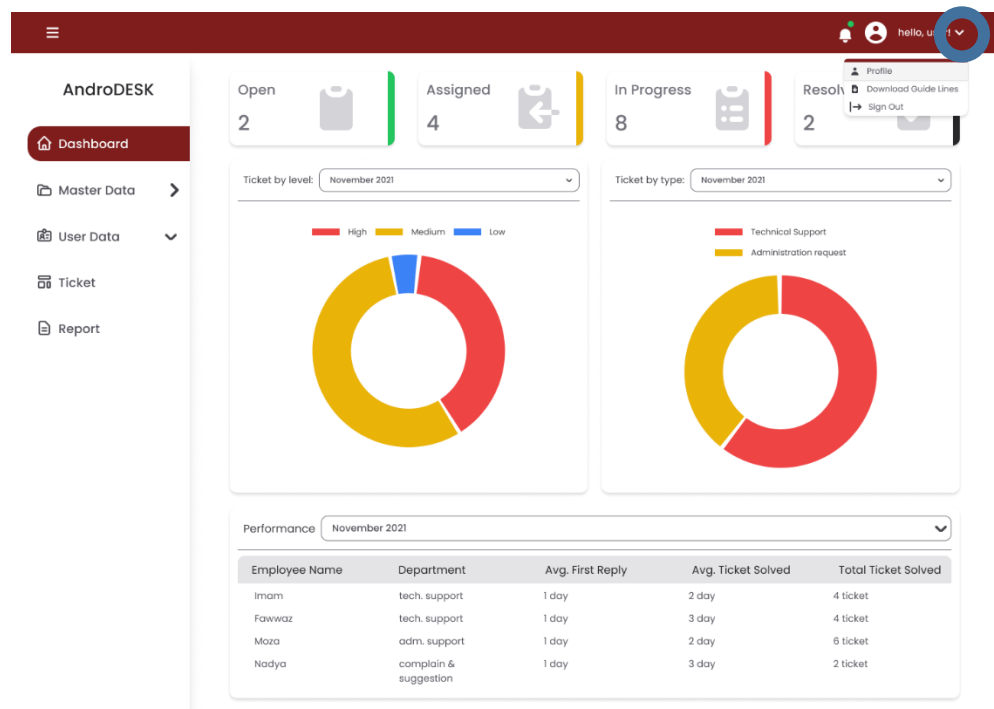 hello, u !
Profile
Download Guide Lines
Sign Out
AndroDESK
Dashboard
Master Data
User Data
Ticket
Report
Open
2
Assigned
4
In Progress
8
Resolv
2
Ticket by level: November 2021
High Medium Low
Ticket by type: November 2021
Technical Support
Administration request
Performance November 2021
Employee Name Department Avg. First Reply Avg. Ticket Solved Total Ticket Solved
Imam tech. support 1 day 2 day 4 ticket
Fawwaz tech. support 1 day 3 day 4 ticket
Moza adm. support 1 day 2 day 6 ticket
Nadya complain & 1 day 3 day 2 ticket
suggestion